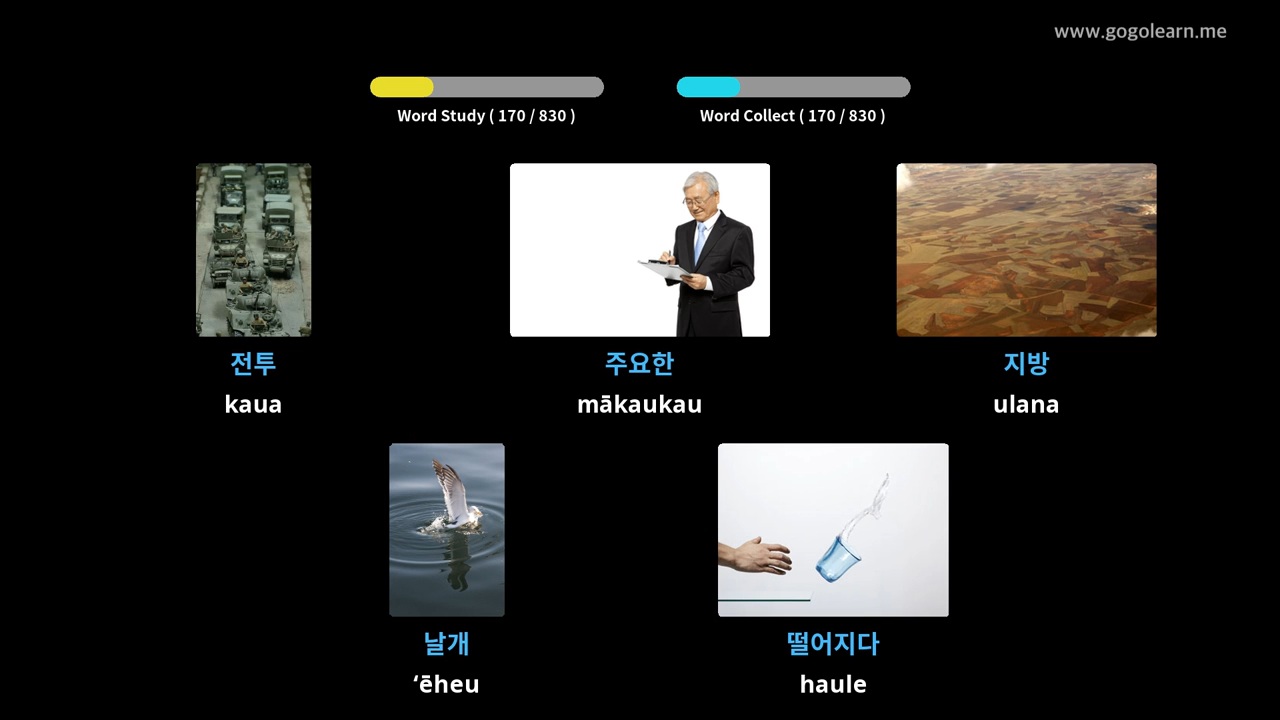 www.gogolearn.me
Word Study ( 170 / 830 )
Word Collect ( 170 / 830 )
전투
kaua
주요한
mākaukau
지방
ulana
날개
ʻēheu
떨어지다
haule